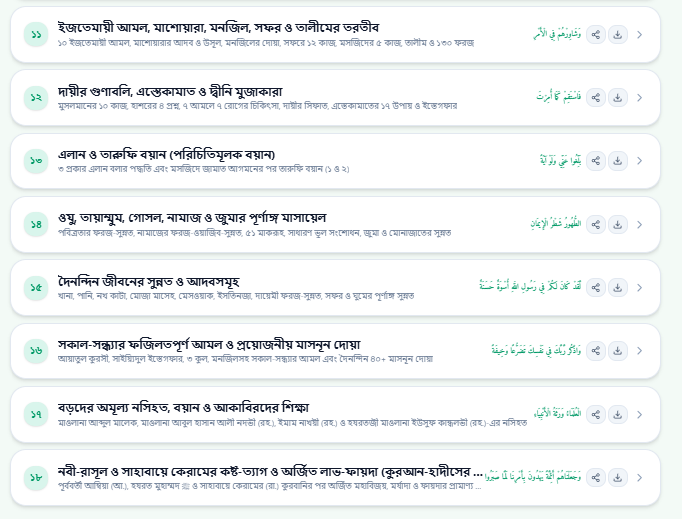 ১১
ইজতেমায়ী আমল, মাশোয়ারা, মনজিল, সফর ও তালীমের তরতীব
১০ ইজতেমায়ী আমল, মাশোয়ারার আদব ও উসূল, মনজিলের দোয়া, সফরে ১২ কাজ, মসজিদের ৫ কাজ, তালীম ও ১৩০ ফরজ
وَشَاوِرْهُمْ فِي الْأَمْرِ
১২
দায়ীর গুণাবলি, এস্তেকামাত ও দ্বীনি মুজাকারা
মুসলমানের ১০ কাজ, হাশরের ৪ প্রশ্ন, ৭ আমলে ৭ রোগের চিকিৎসা, দায়ীর সিফাত, এস্তেকামাতের ১৭ উপায় ও ইস্তেগফার
فَاسْتَقِمْ كَمَا أُمِرْتَ
১৩
এলান ও তারুফি বয়ান (পরিচিতিমূলক বয়ান)
৩ প্রকার এলান বলার পদ্ধতি এবং মসজিদে জামাত আগমনের পর তারুফি বয়ান (১ ও ২)
بَلِّغُوا عَنِّي وَلَوْ آيَةً
১৪
ওযু, তায়াম্মুম, গোসল, নামাজ ও জুমার পূর্ণাঙ্গ মাসায়েল
পবিত্রতার ফরজ-সুন্নত, নামাজের ফরজ-ওয়াজিব-সুন্নত, ৫১ মাকরূহ, সাধারণ ভুল সংশোধন, জুমা ও মোনাজাতের সুন্নত
الطُّهُورُ شَطْرُ الْإِيمَانِ
১৫
দৈনন্দিন জীবনের সুন্নত ও আদবসমূহ
খানা, পানি, নখ কাটা, মোজা মাসেহ, মেসওয়াক, ইসতিনজা, দায়েমী ফরজ-সুন্নত, সফর ও ঘুমের পূর্ণাঙ্গ সুন্নত
لَقَدْ كَانَ لَكُمْ فِي رَسُولِ اللَّهِ أُسْوَةٌ حَسَنَةٌ
১৬
সকাল-সন্ধ্যার ফজিলতপূর্ণ আমল ও প্রয়োজনীয় মাসনূন দোয়া
আয়াতুল কুরসী, সাইয়্যিদুল ইস্তেগফার, ৩ কুল, মনজিলসহ সকাল-সন্ধ্যার আমল এবং দৈনন্দিন ৪০+ মাসনূন দোয়া
وَاذْكُر رَّبَّكَ فِي نَفْسِكَ تَضَرُّعًا وَخِيفَةً
১৭
বড়দের অমূল্য নসিহত, বয়ান ও আকাবিরদের শিক্ষা
মাওলানা আব্দুল মালেক, মাওলানা আবুল হাসান আলী নদভী (রহ.), ইমাম নাখয়ী (রহ.) ও হযরতজী মাওলানা ইউসুফ কান্ধলভী (রহ.)-এর নসিহত
الْعُلَمَاءُ وَرَثَةُ الْأَنْبِيَاءِ
১৮
নবী-রাসূল ও সাহাবায়ে কেরামের কষ্ট-ত্যাগ ও অর্জিত লাভ-ফায়দা (কুরআন-হাদীসের ...
পূর্ববর্তী আম্বিয়া (আ.), হযরত মুহাম্মদ ﷺ ও সাহাবায়ে কেরামের (রা.) কুরবানির পর অর্জিত মহাবিজয়, মর্যাদা ও ফায়দার প্রামাণ্য ...
وَجَعَلْنَاهُمْ أَئِمَّةً يَهْدُونَ بِأَمْرِنَا لَمَّا صَبَرُوا